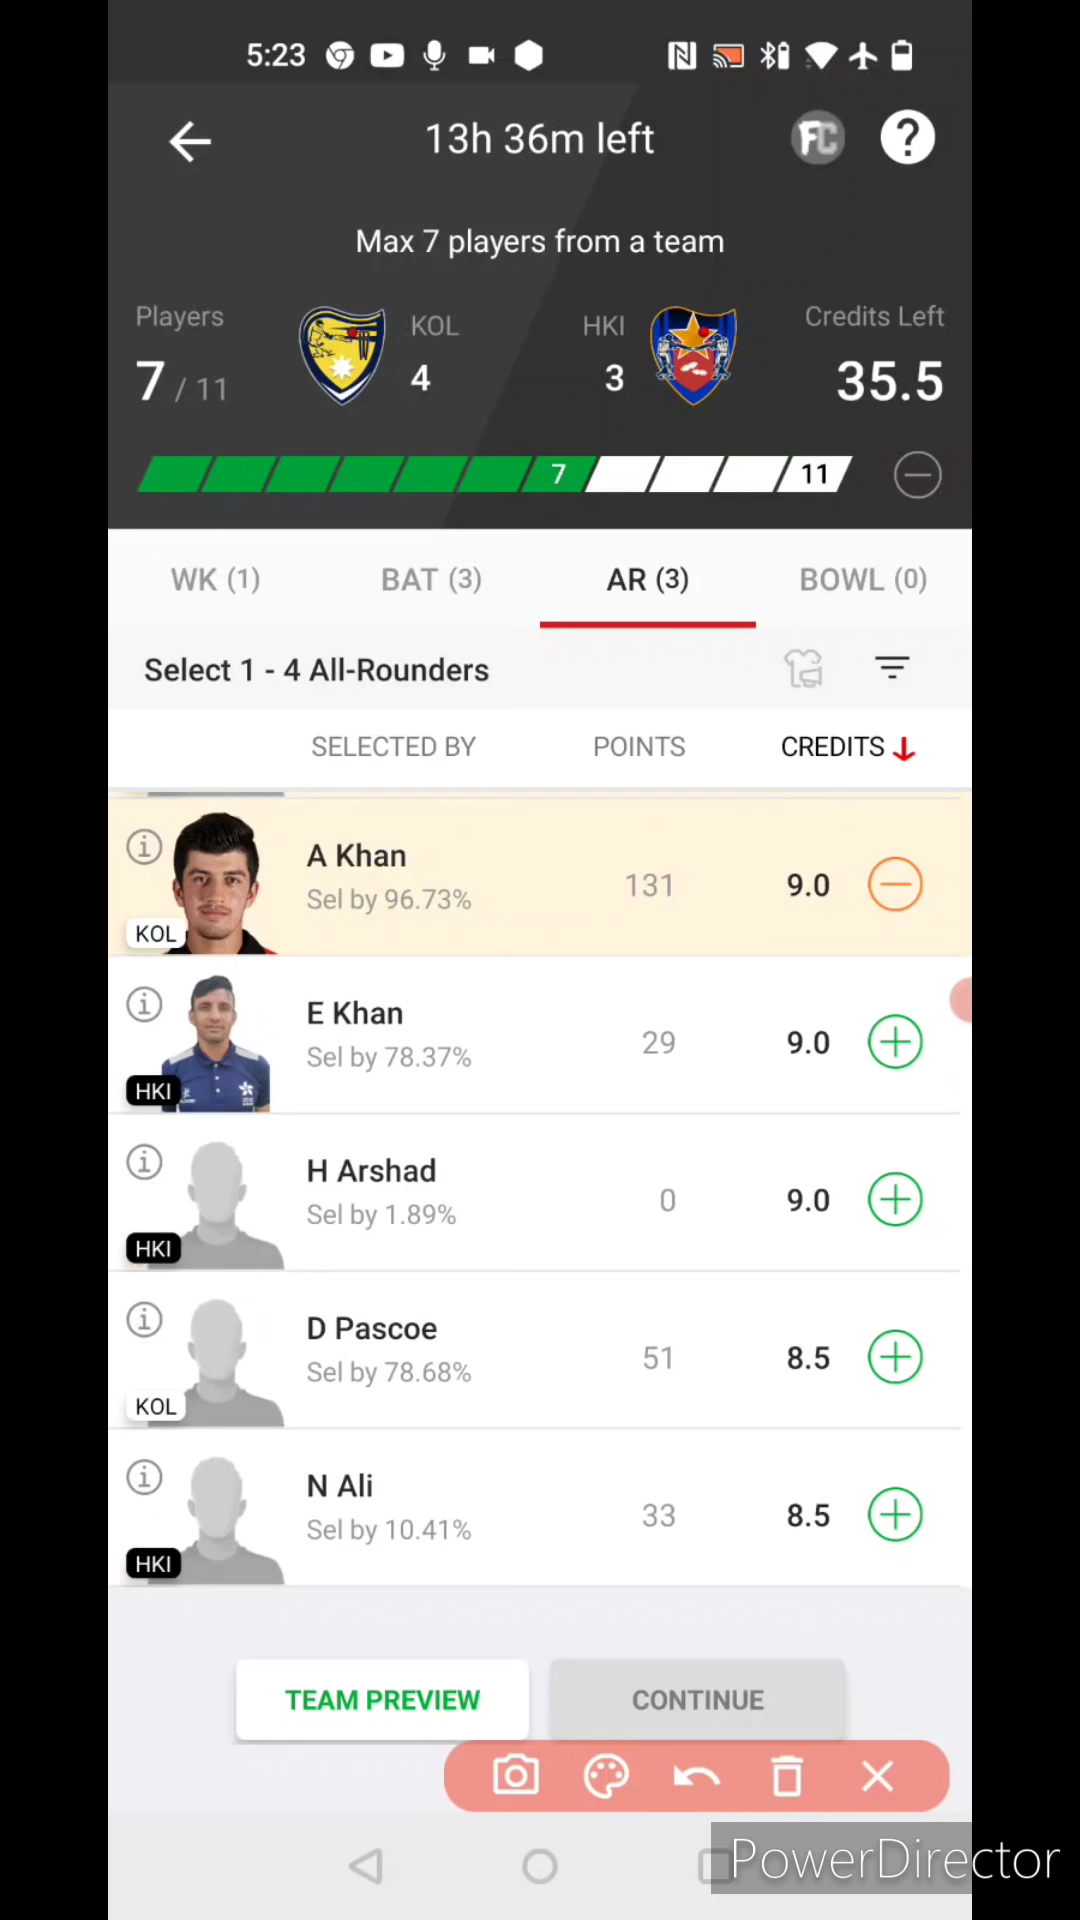 5:23
13h 36m left
FC ?
Max 7 players from a team
Players KOL HKI Credits Left
7 / 11 4 3 35.5
7 11
WK (1) BAT (3) AR (3) BOWL (0)
Select 1 - 4 All-Rounders
SELECTED BY POINTS CREDITS
A Khan
Sel by 96.73% 131 9.0
KOL
E Khan
Sel by 78.37% 29 9.0
HKI
H Arshad
Sel by 1.89% 0 9.0
HKI
D Pascoe
Sel by 78.68% 51 8.5
KOL
N Ali
Sel by 10.41% 33 8.5
HKI
TEAM PREVIEW CONTINUE
PowerDirector